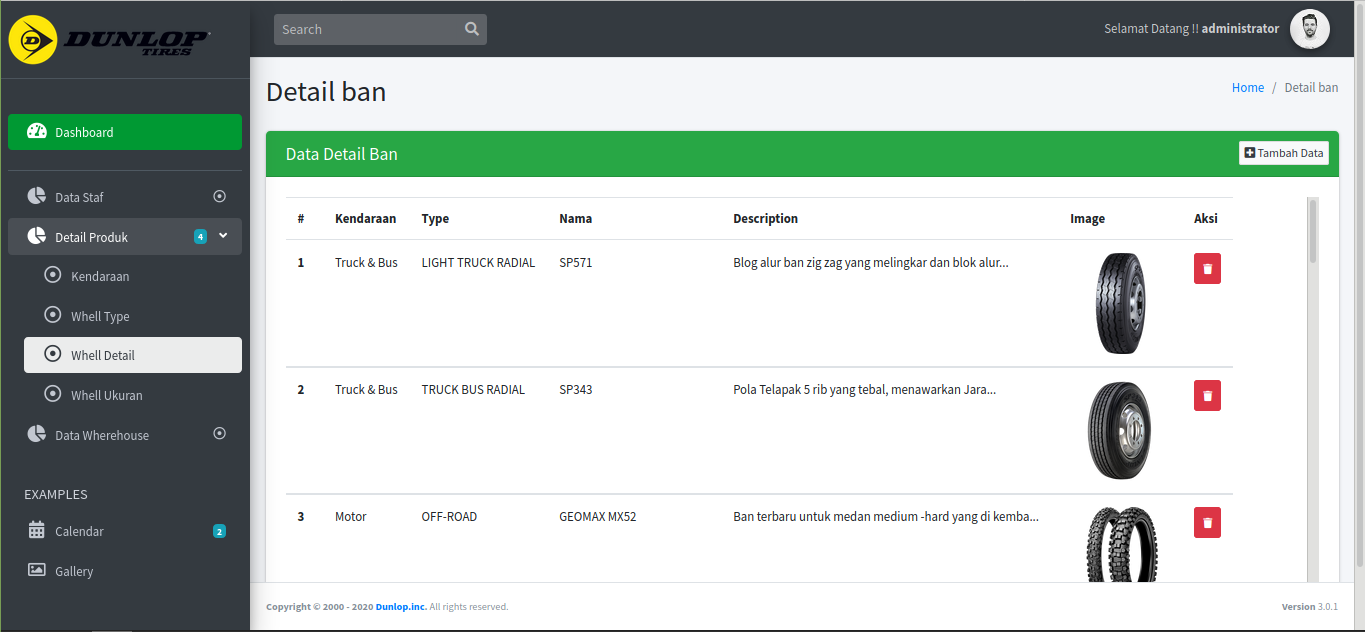 DUNLOP
TIRES
Search
Selamat Datang !! administrator
Detail ban
Home / Detail ban
Dashboard
Data Staf
Detail Produk 4
Kendaraan
Whell Type
Whell Detail
Whell Ukuran
Data Wherehouse
EXAMPLES
Calendar 2
Gallery
Data Detail Ban
Tambah Data
# Kendaraan Type Nama Description Image Aksi
1 Truck & Bus LIGHT TRUCK RADIAL SP571 Blog alur ban zig zag yang melingkar dan blok alur...
2 Truck & Bus TRUCK BUS RADIAL SP343 Pola Telapak 5 rib yang tebal, menawarkan Jara...
3 Motor OFF-ROAD GEOMAX MX52 Ban terbaru untuk medan medium -hard yang di kemba...
Copyright © 2000 - 2020 Dunlop.inc. All rights reserved.
Version 3.0.1